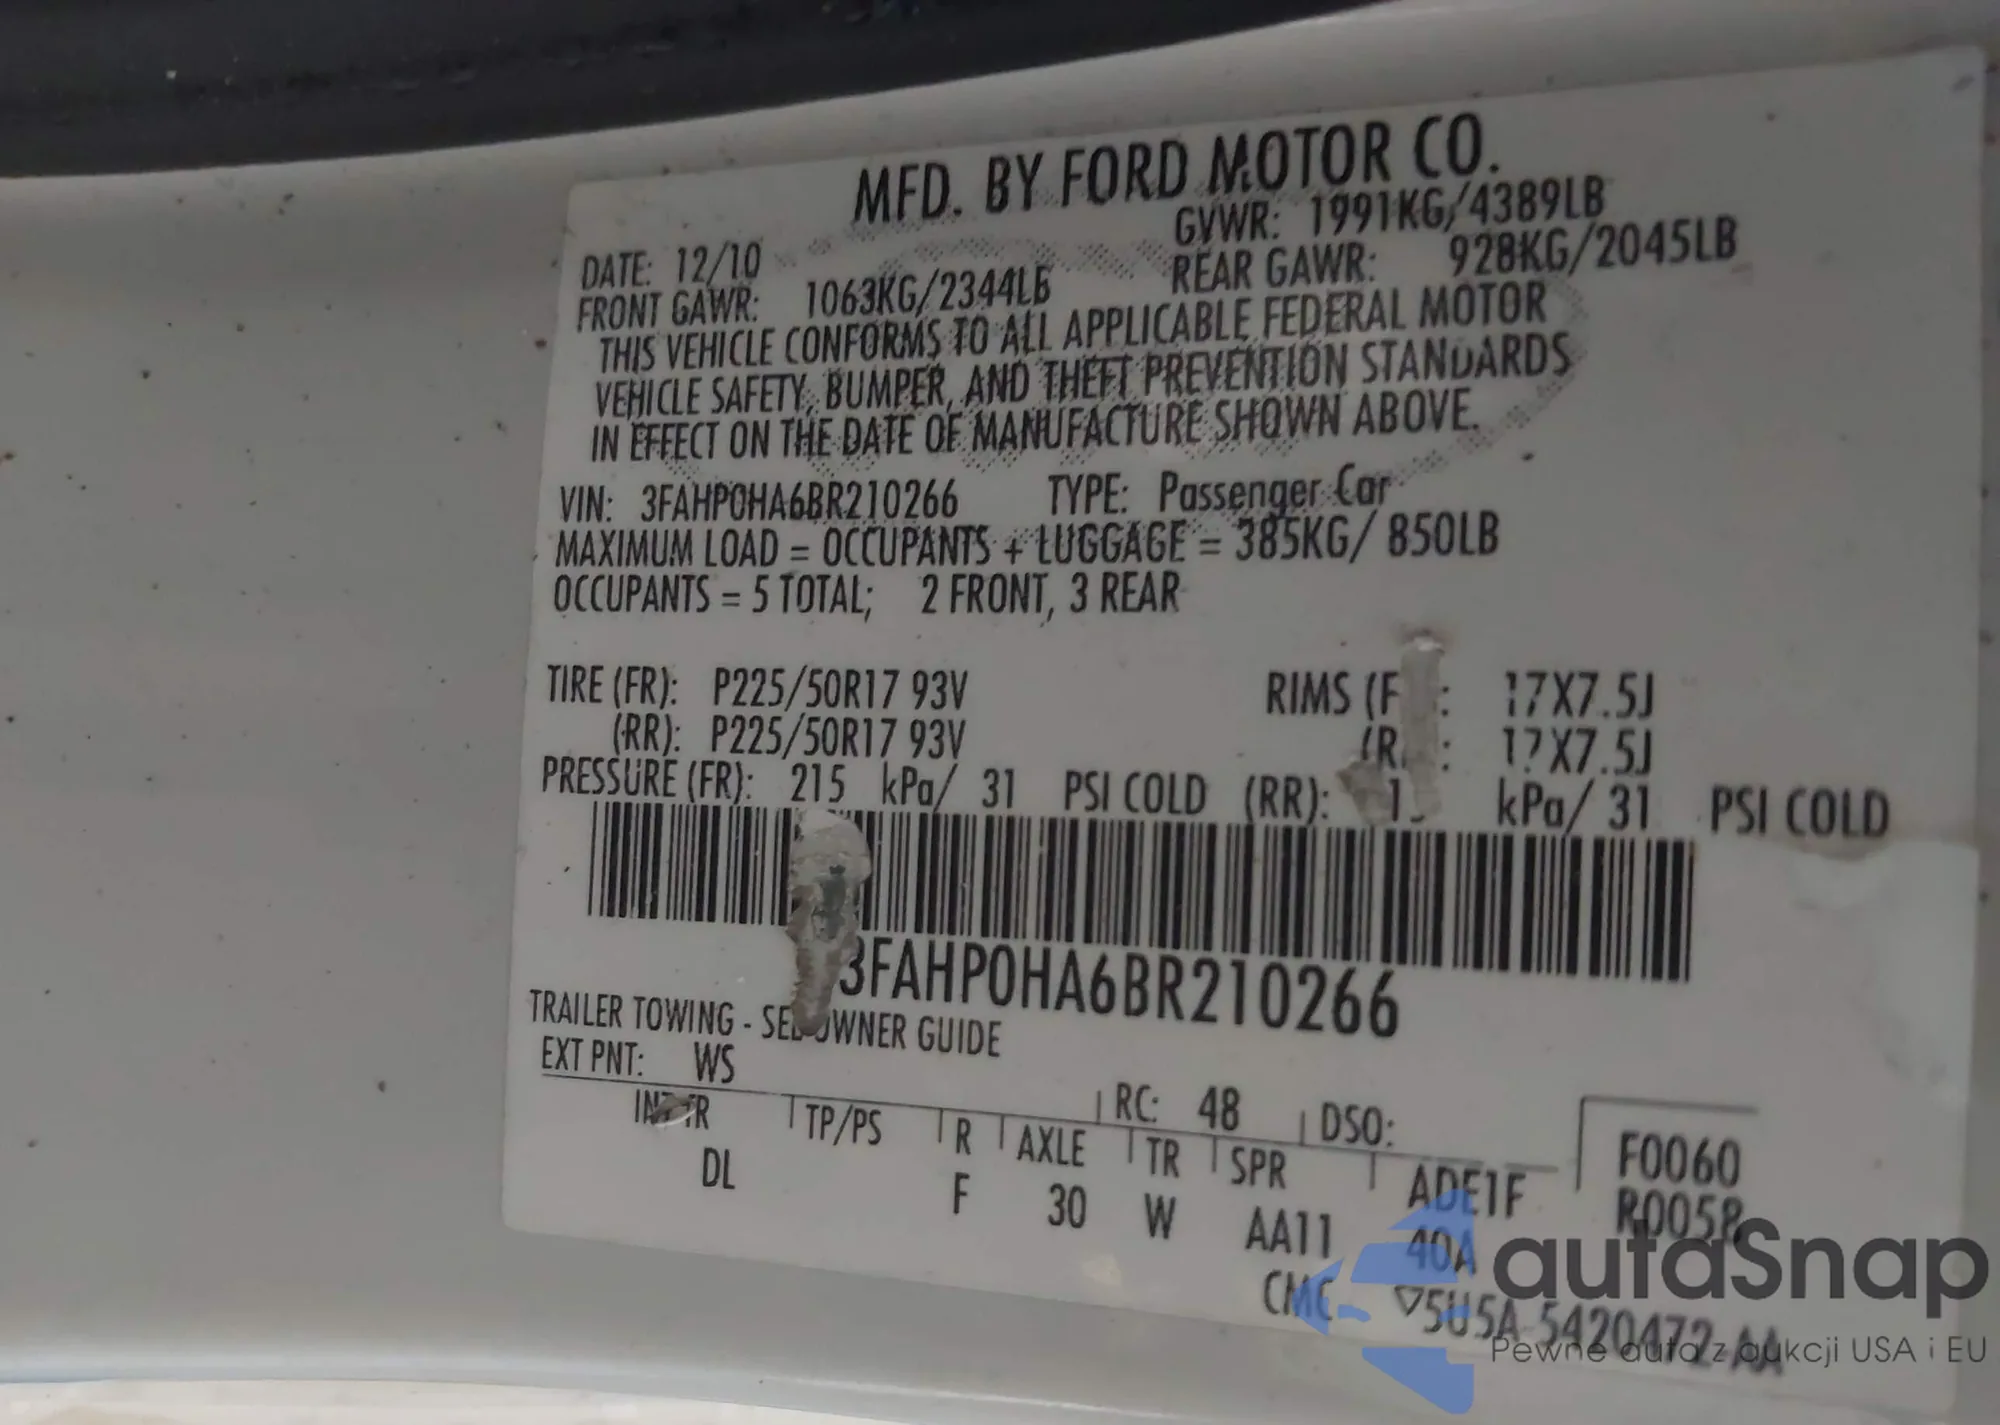 MFD. BY FORD MOTOR CO.
DATE: 12/10 GVWR: 1991KG/4389LB
FRONT GAWR: 1063KG/2344LB REAR GAWR: 928KG/2045LB
THIS VEHICLE CONFORMS TO ALL APPLICABLE FEDERAL MOTOR
VEHICLE SAFETY, BUMPER, AND THEFT PREVENTION STANDARDS
IN EFFECT ON THE DATE OF MANUFACTURE SHOWN ABOVE.
VIN: 3FAHP0HA6BR210266 TYPE: Passenger Car
MAXIMUM LOAD = OCCUPANTS + LUGGAGE = 385KG/ 850LB
OCCUPANTS = 5 TOTAL; 2 FRONT, 3 REAR
TIRE (FR): P225/50R17 93V RIMS 17X7.5J
(RR): P225/50R17 93V 17X7.5J
PRESSURE (FR): 215 kPa/ 31 PSI COLD (RR): kPa/ 31 PSI COLD
3FAHP0HA6BR210266
TRAILER TOWING - OWNER GUIDE
EXT PNT: WS RC: 48 DSO:
TP/PS R AXLE TR SPR ADE1F F0060
DL F 30 W AA11 40A R0058
CMC ▽5U5A-5420472-AA
autaSnap
Pewne auta z aukcji USA i EU